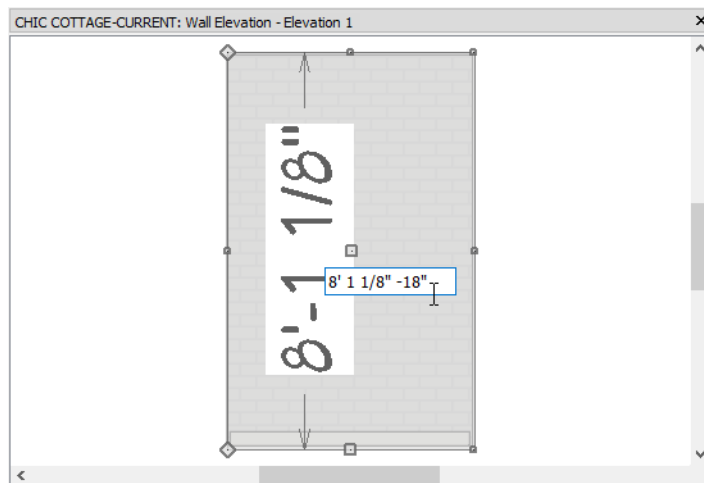 CHIC COTTAGE-CURRENT: Wall Elevation - Elevation 1
8'-1 1/8"
8' 1 1/8" -18"